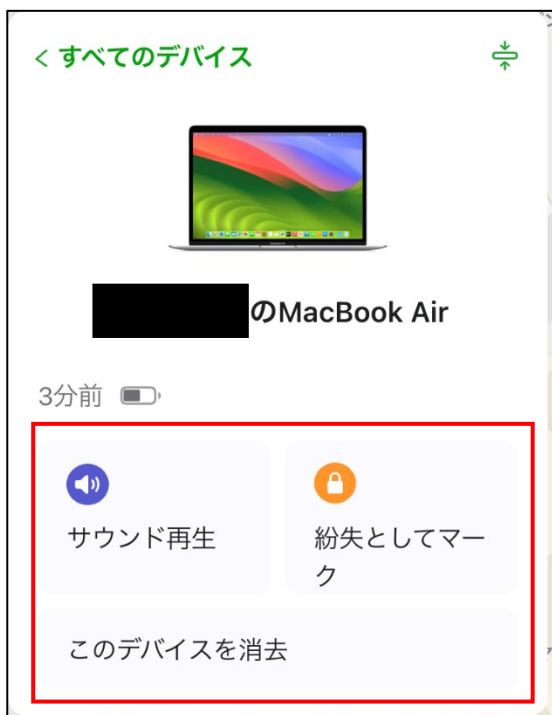 < すべてのデバイス
のMacBook Air
3分前
サウンド再生
紛失としてマー
ク
このデバイスを消去